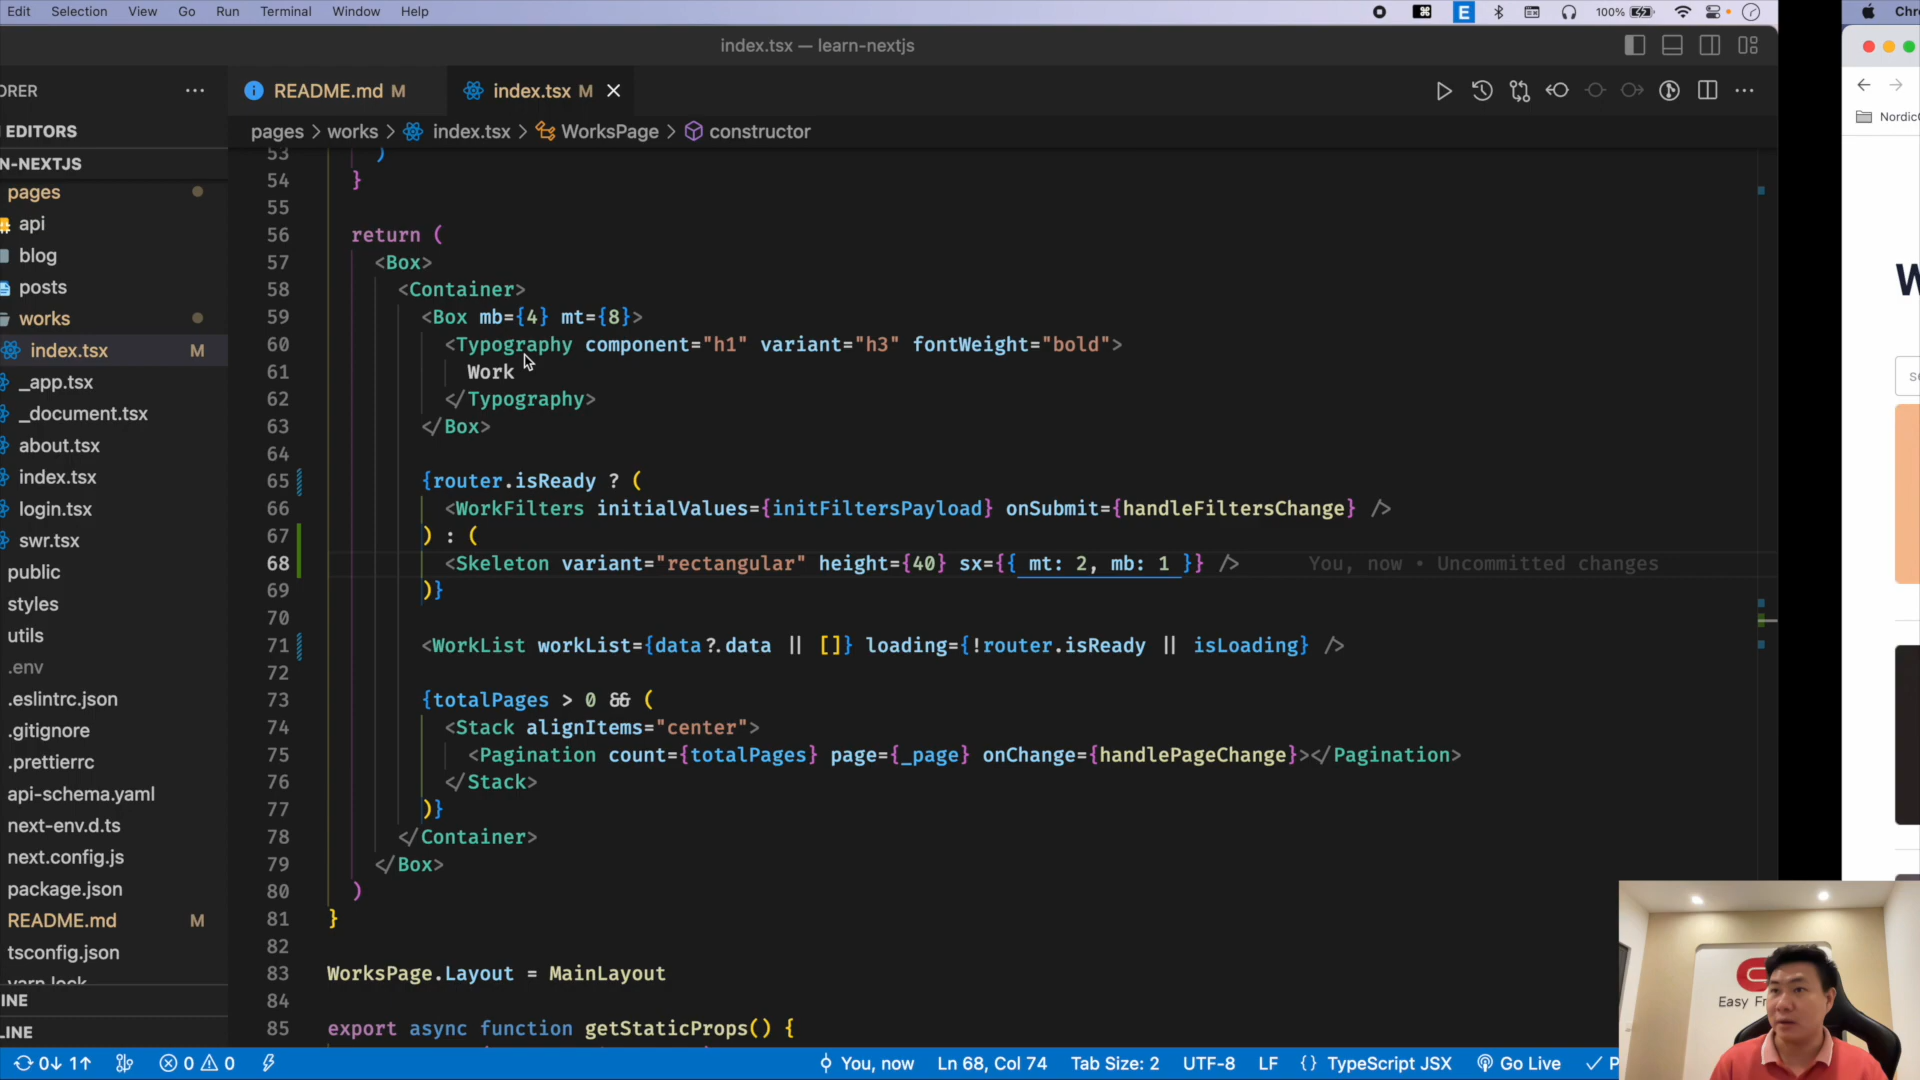 Edit Selection View Go Run Terminal Window Help
100%
Chr
index.tsx — learn-nextjs
ORER
README.md M
index.tsx M
EDITORS
pages > works > index.tsx > WorksPage > constructor
Nordic
N-NEXTJS
pages
api
blog
posts
works
index.tsx M
_app.tsx
_document.tsx
about.tsx
index.tsx
login.tsx
swr.tsx
public
styles
utils
.env
.eslintrc.json
.gitignore
.prettierrc
api-schema.yaml
next-env.d.ts
next.config.js
package.json
README.md M
tsconfig.json
yarn.lock
INE
LINE
53 )
54 }
55
56 return (
57 <Box>
58 <Container>
59 <Box mb={4} mt={8}>
60 <Typography component="h1" variant="h3" fontWeight="bold">
61 Work
62 </Typography>
63 </Box>
64
65 {router.isReady ? (
66 <WorkFilters initialValues={initFiltersPayload} onSubmit={handleFiltersChange} />
67 ) : (
68 <Skeleton variant="rectangular" height={40} sx={{ mt: 2, mb: 1 }} /> You, now • Uncommitted changes
69 )}
70
71 <WorkList workList={data?.data || []} loading={!router.isReady || isLoading} />
72
73 {totalPages > 0 && (
74 <Stack alignItems="center">
75 <Pagination count={totalPages} page={_page} onChange={handlePageChange}></Pagination>
76 </Stack>
77 )}
78 </Container>
79 </Box>
80 )
81 }
82
83 WorksPage.Layout = MainLayout
84
85 export async function getStaticProps() {
W
se
Easy Fr
0↓ 1↑ 0 0 You, now Ln 68, Col 74 Tab Size: 2 UTF-8 LF {} TypeScript JSX Go Live ✓ P